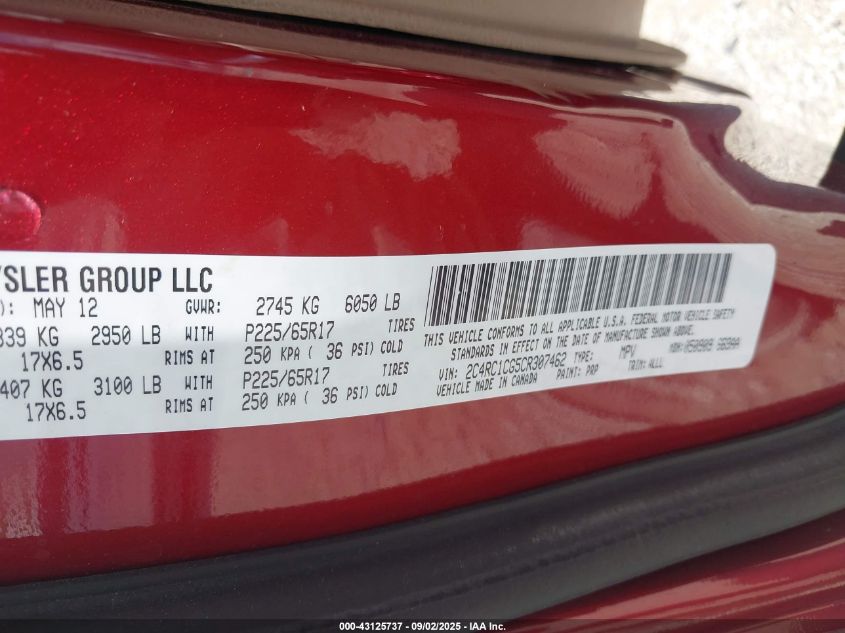 YSLER GROUP LLC
): MAY 12 GVWR: 2745 KG 6050 LB
339 KG 2950 LB WITH P225/65R17 TIRES
17X6.5 RIMS AT 250 KPA ( 36 PSI) COLD
407 KG 3100 LB WITH P225/65R17 TIRES
17X6.5 RIMS AT 250 KPA ( 36 PSI) COLD
THIS VEHICLE CONFORMS TO ALL APPLICABLE U.S.A. FEDERAL MOTOR VEHICLE SAFETY
STANDARDS IN EFFECT ON THE DATE OF MANUFACTURE SHOWN ABOVE.
VIN: 2C4RC1CG5CR307462 TYPE: MPV
VEHICLE MADE IN CANADA PAINT: PRP TRIM: ALLL
000-43125737 - 09/02/2025 - IAA Inc.